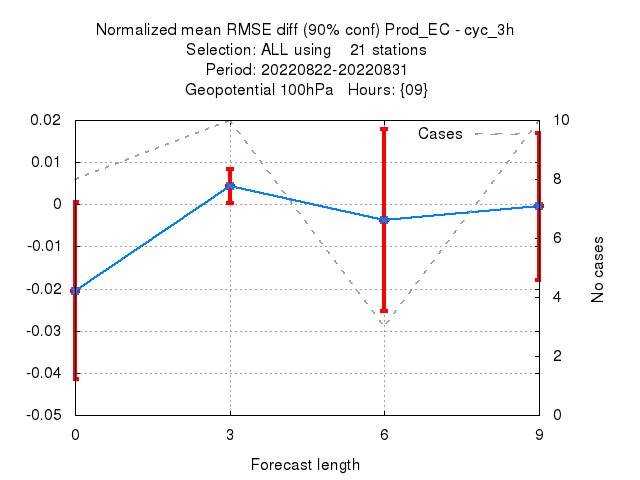 Normalized mean RMSE diff (90% conf) Prod_EC - cyc_3h
Selection: ALL using    21 stations
Period: 20220822-20220831
Geopotential 100hPa   Hours: {09}
0.02
0.01
0
-0.01
-0.02
-0.03
-0.04
-0.05
Cases
10
8
6
4
2
0
No cases
0
3
6
9
Forecast length